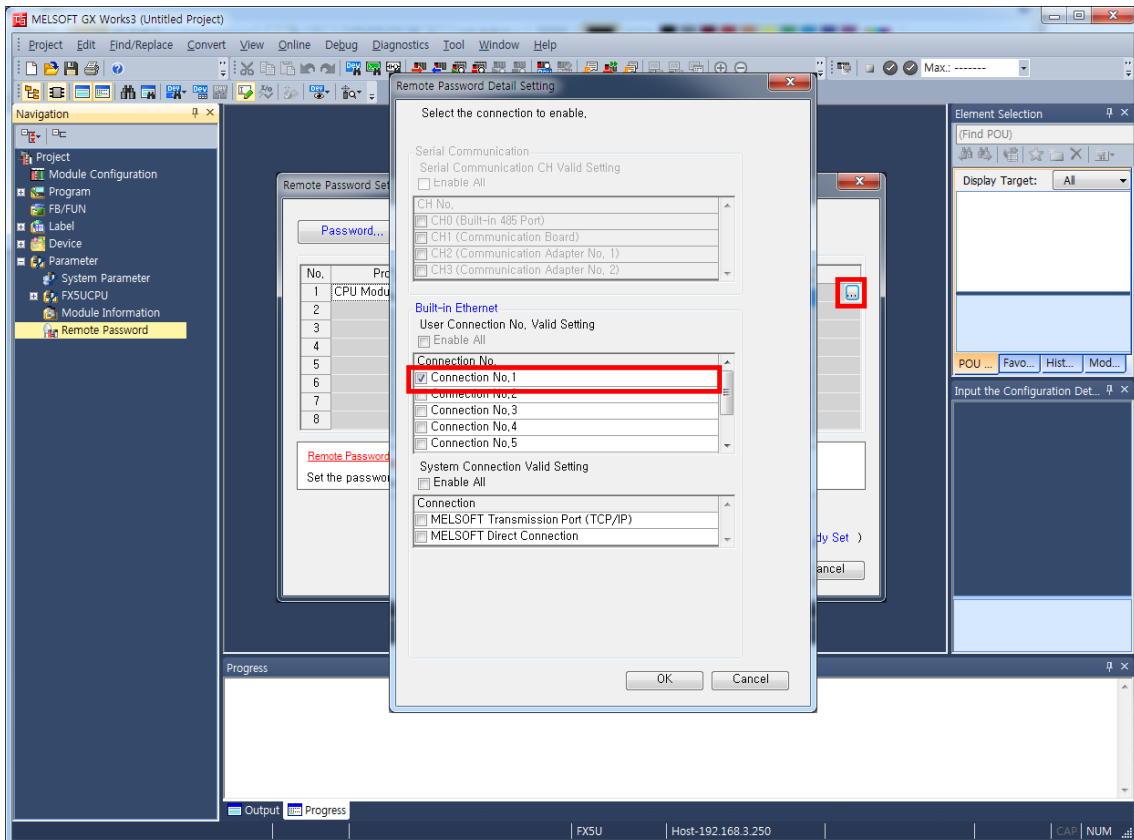 MELSOFT GX Works3 (Untitled Project)
Project Edit Find/Replace Convert View Online Debug Diagnostics Tool Window Help
Max.: -------
Navigation
Project
Module Configuration
Program
FB/FUN
Label
Device
Parameter
System Parameter
FX5UCPU
Module Information
Remote Password
Remote Password Set
Password...
No. Pro
1 CPU Modu
2
3
4
5
6
7
8
Remote Password
Set the passwor
dy Set )
ancel
Remote Password Detail Setting
Select the connection to enable.
Serial Communication
Serial Communication CH Valid Setting
Enable All
CH No.
CH0 (Built-in 485 Port)
CH1 (Communication Board)
CH2 (Communication Adapter No. 1)
CH3 (Communication Adapter No. 2)
Built-in Ethernet
User Connection No. Valid Setting
Enable All
Connection No.
Connection No.1
Connection No.2
Connection No.3
Connection No.4
Connection No.5
System Connection Valid Setting
Enable All
Connection
MELSOFT Transmission Port (TCP/IP)
MELSOFT Direct Connection
OK Cancel
Element Selection
(Find POU)
Display Target: All
POU ... Favo... Hist... Mod...
Input the Configuration Det...
Progress
Output Progress
FX5U Host-192.168.3.250 CAP NUM